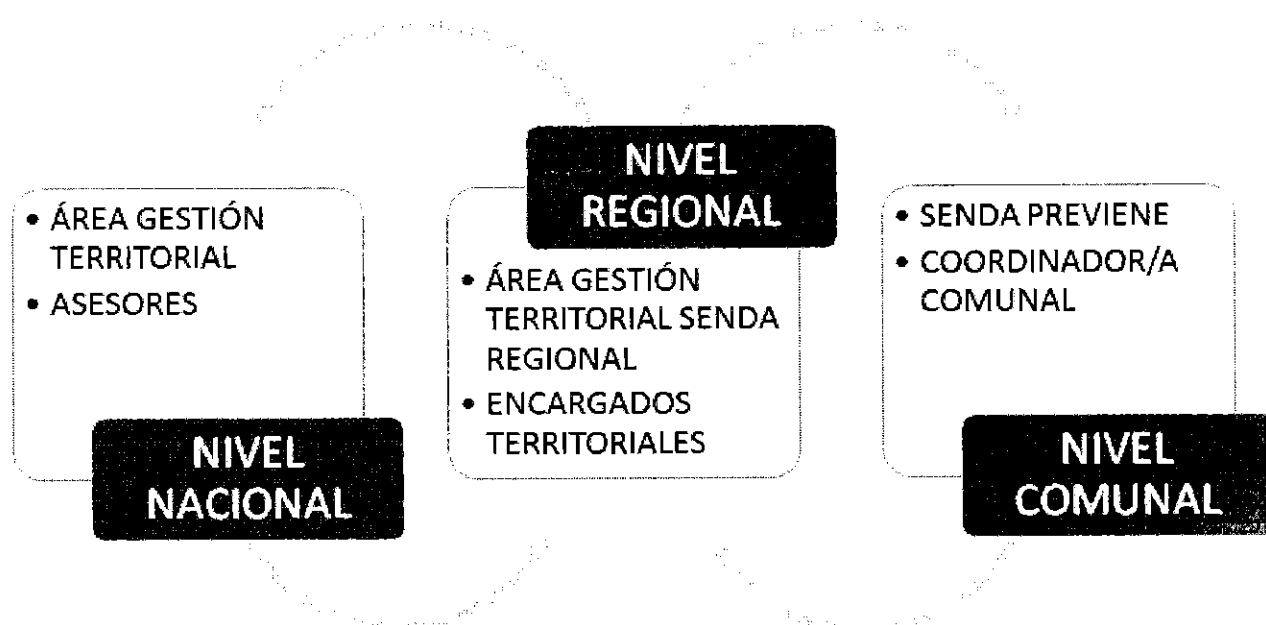 • ÁREA GESTIÓN
TERRITORIAL
• ASESORES
NIVEL
NACIONAL
NIVEL
REGIONAL
• ÁREA GESTIÓN
TERRITORIAL SENDA
REGIONAL
• ENCARGADOS
TERRITORIALES
• SENDA PREVIENE
• COORDINADOR/A
COMUNAL
NIVEL
COMUNAL